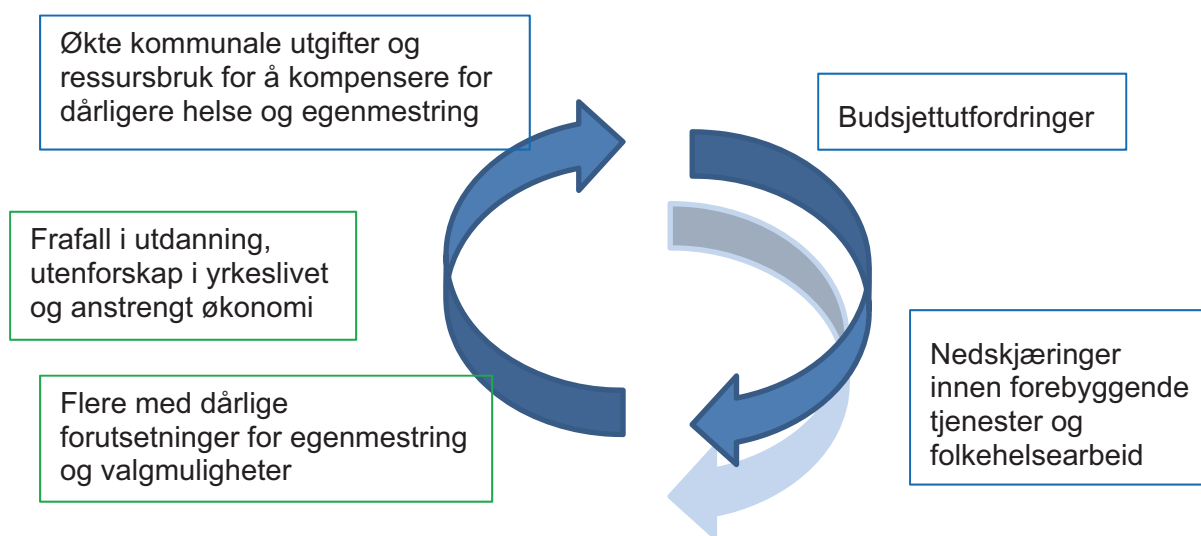 Økte kommunale utgifter og
ressursbruk for å kompensere for
dårligere helse og egenmestring
Budsjettutfordringer
Frafall i utdanning,
utenforskap i yrkeslivet
og anstrengt økonomi
Nedskjæringer
innen forebyggende
tjenester og
folkehelsearbeid
Flere med dårlige
forutsetninger for egenmestring
og valgmuligheter